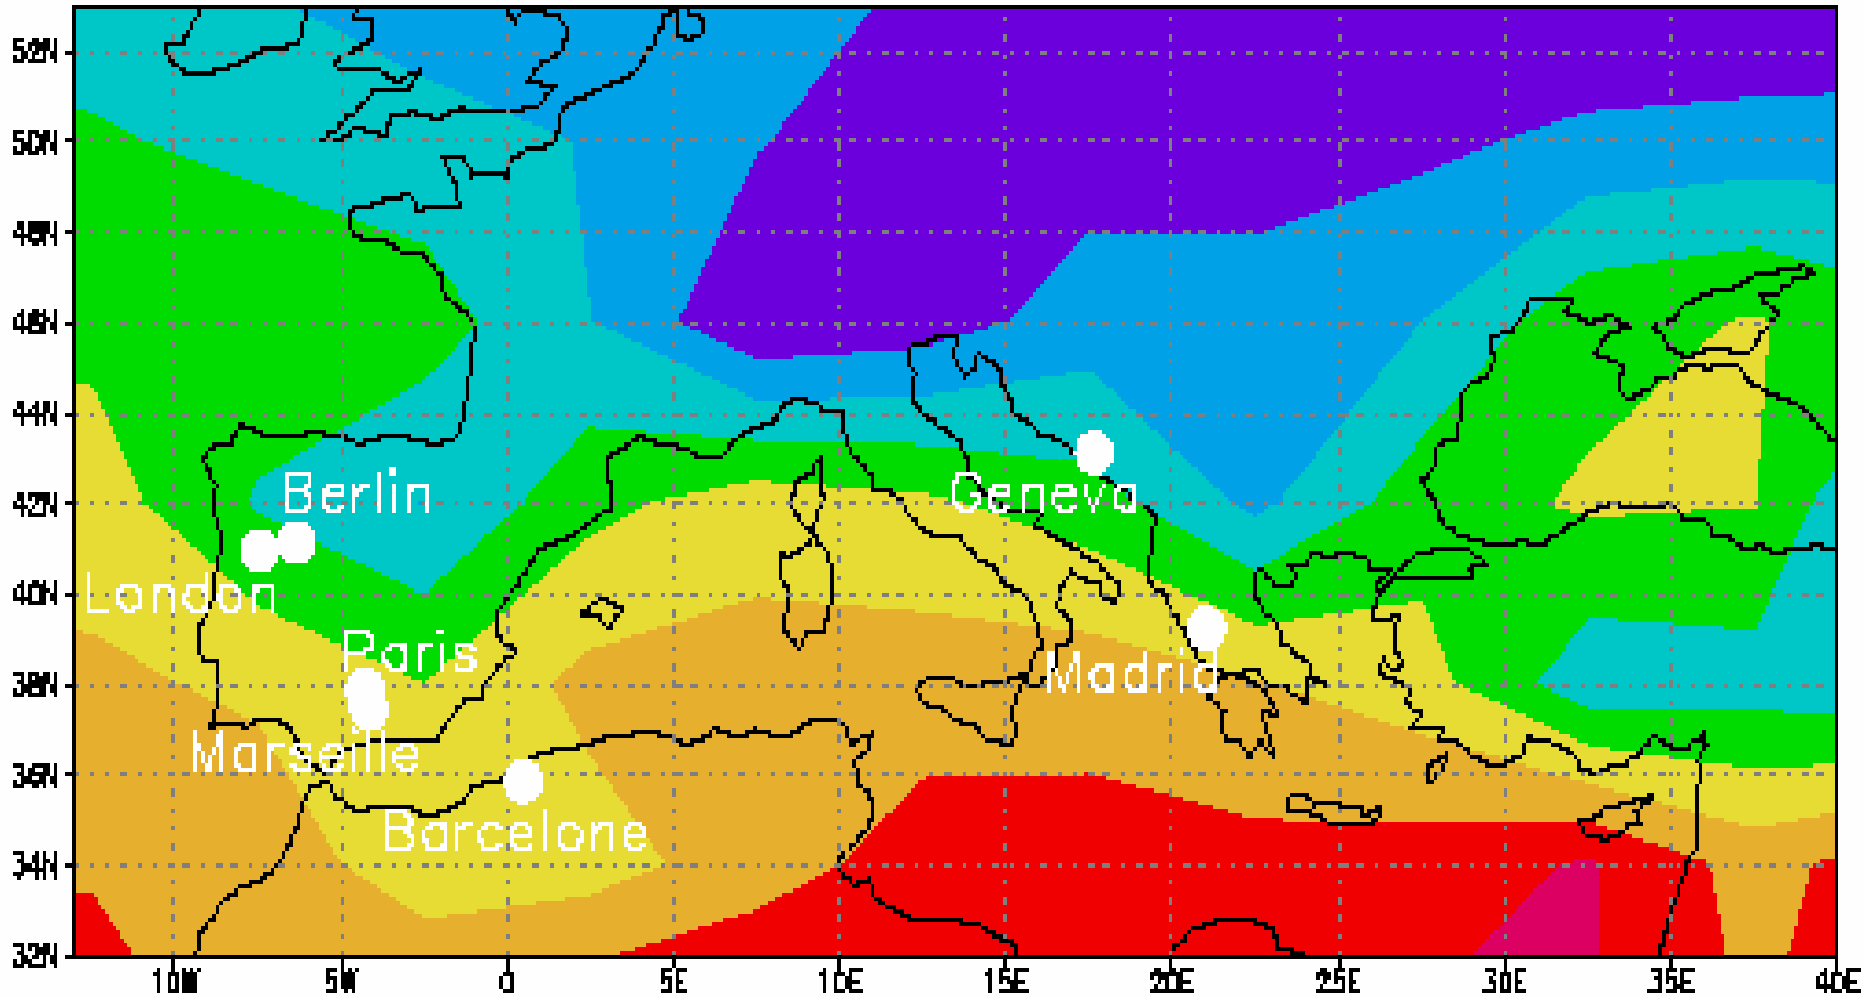 52N
50N
48N
46N
44N
Berlin
42N
Geneva
London
40N
Paris
Madrid
38N
Marseille
36N
Barcelone
34N
32N
10W 5W 0 5E 10E 15E 20E 25E 30E 35E 40E